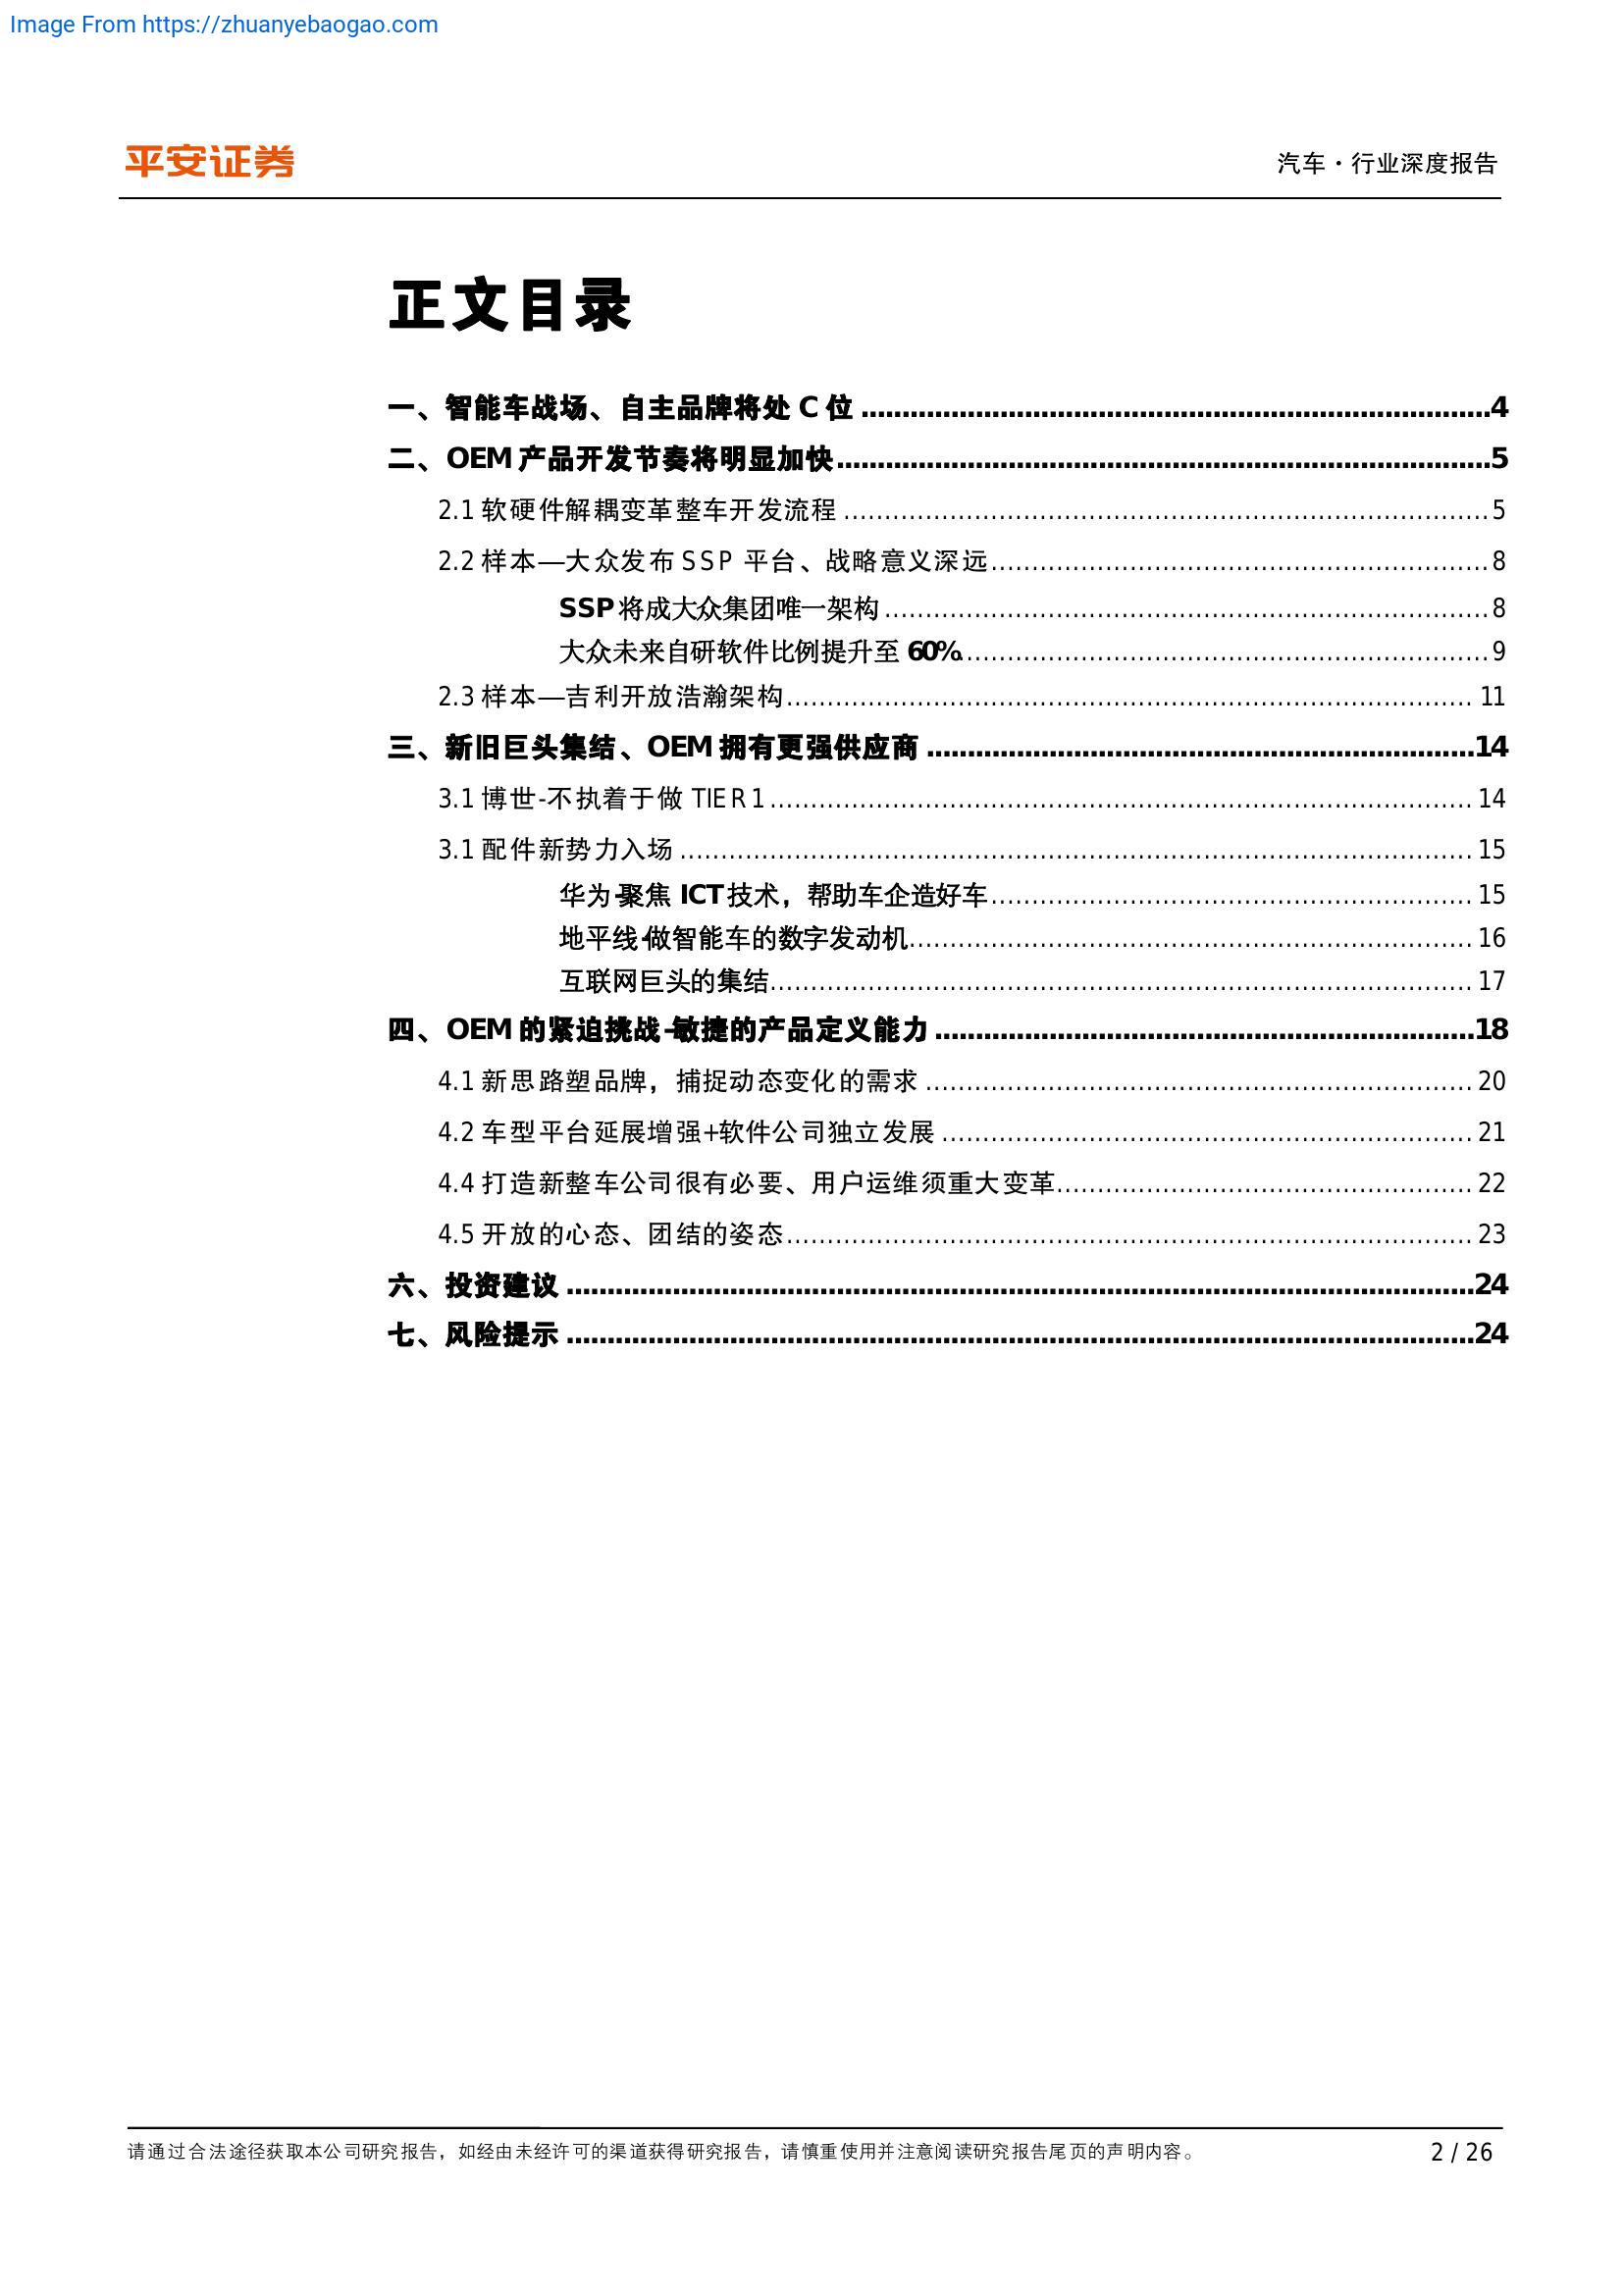 Image From https://zhuanyebaogao.com
平安证券
汽车·行业深度报告
正文目录
一、智能车战场、自主品牌将处 C 位 ........ 4
二、OEM 产品开发节奏将明显加快 ........ 5
2.1 软硬件解耦变革整车开发流程 ........ 5
2.2 样本—大众发布 SSP 平台、战略意义深远 ........ 8
SSP 将成大众集团唯一架构 ........ 8
大众未来自研软件比例提升至 60% ........ 9
2.3 样本—吉利开放浩瀚架构 ........ 11
三、新旧巨头集结、OEM 拥有更强供应商 ........ 14
3.1 博世-不执着于做 TIER1 ........ 14
3.1 配件新势力入场 ........ 15
华为-聚焦 ICT 技术，帮助车企造好车 ........ 15
地平线-做智能车的数字发动机 ........ 16
互联网巨头的集结 ........ 17
四、OEM 的紧迫挑战-敏捷的产品定义能力 ........ 18
4.1 新思路塑品牌，捕捉动态变化的需求 ........ 20
4.2 车型平台延展增强+软件公司独立发展 ........ 21
4.4 打造新整车公司很有必要、用户运维须重大变革 ........ 22
4.5 开放的心态、团结的姿态 ........ 23
六、投资建议 ........ 24
七、风险提示 ........ 24
请通过合法途径获取本公司研究报告，如经由未经许可的渠道获得研究报告，请慎重使用并注意阅读研究报告尾页的声明内容。
2 / 26